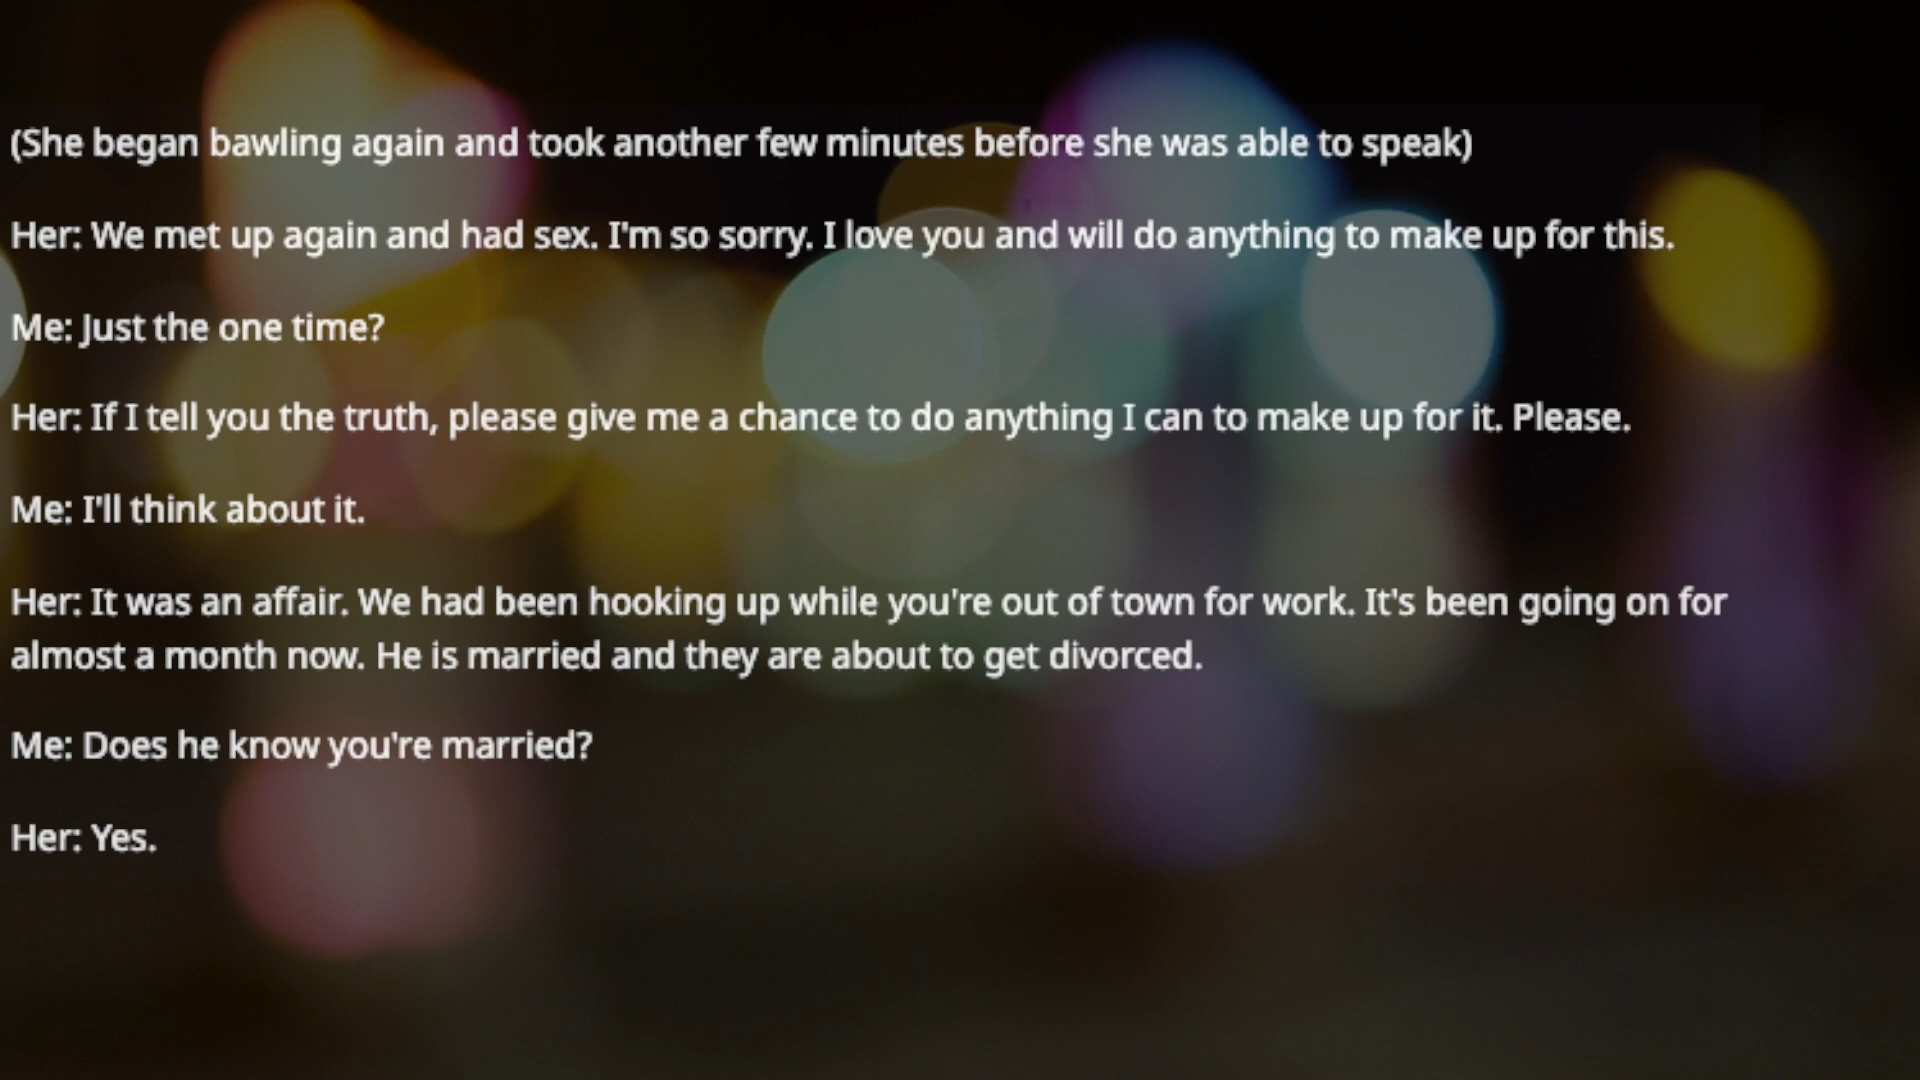 (She began bawling again and took another few minutes before she was able to speak)
Her: We met up again and had sex. I'm so sorry. I love you and will do anything to make up for this.
Me: Just the one time?
Her: If I tell you the truth, please give me a chance to do anything I can to make up for it. Please.
Me: I'll think about it.
Her: It was an affair. We had been hooking up while you're out of town for work. It's been going on for
almost a month now. He is married and they are about to get divorced.
Me: Does he know you're married?
Her: Yes.